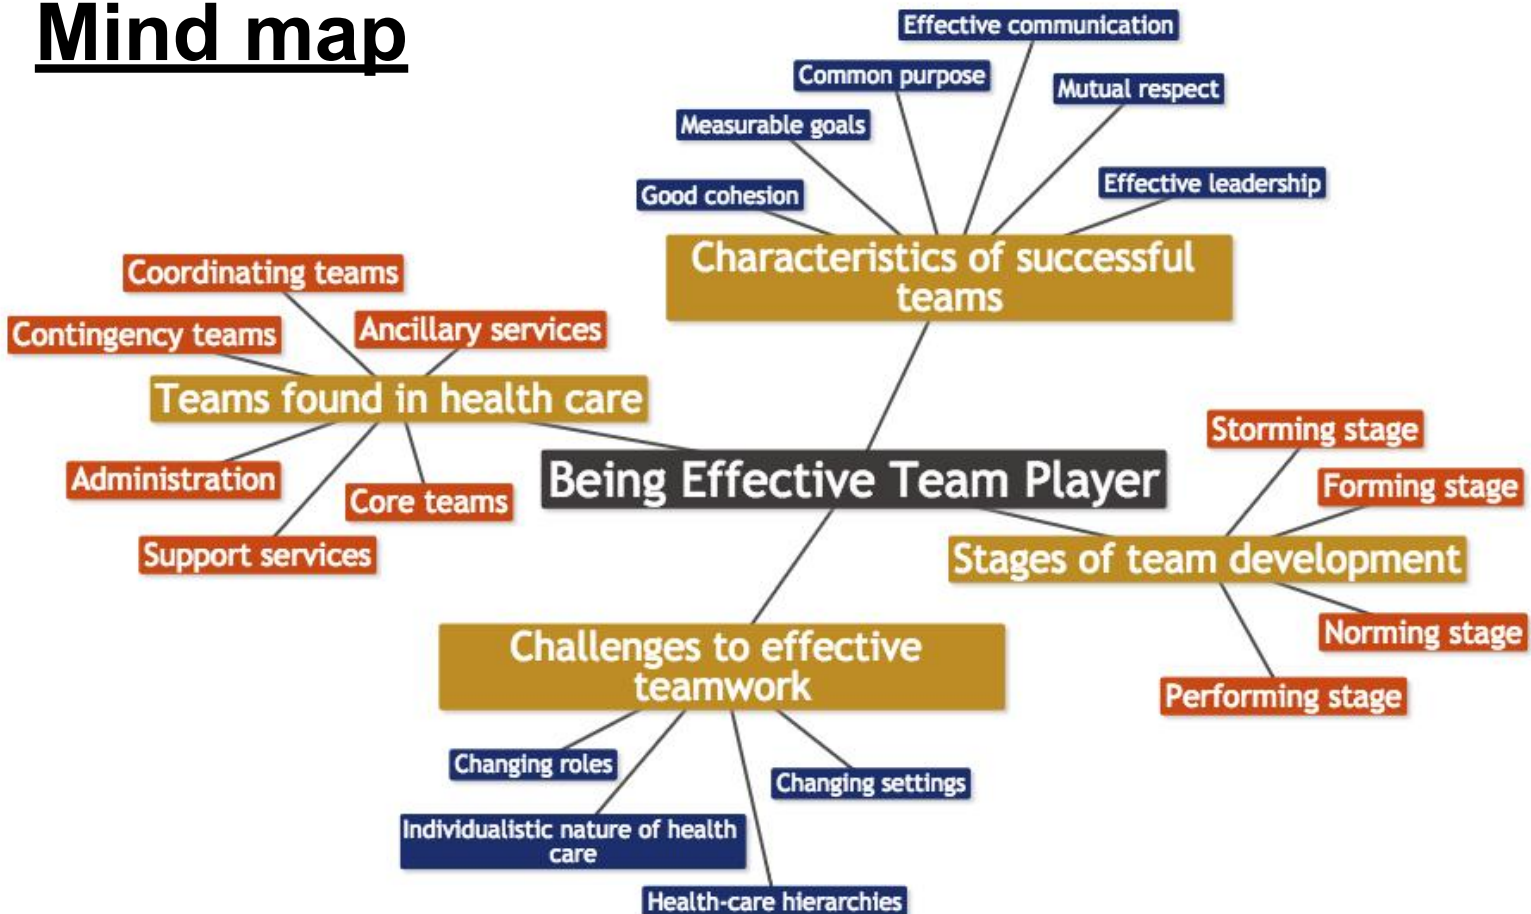 Mind map
Effective communication
Common purpose
Mutual respect
Measurable goals
Effective leadership
Good cohesion
Characteristics of successful
teams
Coordinating teams
Contingency teams
Ancillary services
Teams found in health care
Administration
Core teams
Support services
Being Effective Team Player
Storming stage
Forming stage
Stages of team development
Norming stage
Performing stage
Challenges to effective
teamwork
Changing roles
Changing settings
Individualistic nature of health
care
Health-care hierarchies